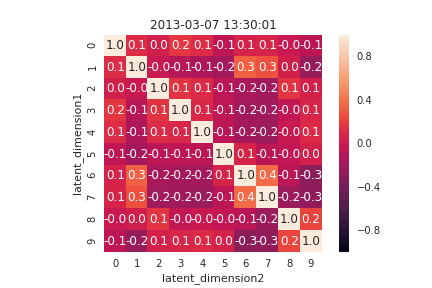 2013-03-07 13:30:01
0 1.0 0.1 0.0 0.2 0.1 -0.1 0.1 0.1 -0.0 -0.1
1 0.1 1.0 -0.0 -0.1 -0.1 -0.2 0.3 0.3 0.0 -0.2
2 0.0 -0.0 1.0 0.1 0.1 -0.1 -0.2 -0.2 0.1 0.1
3 0.2 -0.1 0.1 1.0 0.1 -0.1 -0.2 -0.2 -0.0 0.1
4 0.1 -0.1 0.1 0.1 1.0 -0.1 -0.2 -0.2 -0.0 0.1
5 -0.1 -0.2 -0.1 -0.1 -0.1 1.0 0.1 -0.1 -0.0 0.0
6 0.1 0.3 -0.2 -0.2 -0.2 0.1 1.0 0.4 -0.1 -0.3
7 0.1 0.3 -0.2 -0.2 -0.2 -0.1 0.4 1.0 -0.2 -0.3
8 -0.0 0.0 0.1 -0.0 -0.0 -0.0 -0.1 -0.2 1.0 0.2
9 -0.1 -0.2 0.1 0.1 0.1 0.0 -0.3 -0.3 0.2 1.0
0 1 2 3 4 5 6 7 8 9
latent_dimension2
latent_dimension1
0.8
0.4
0.0
-0.4
-0.8